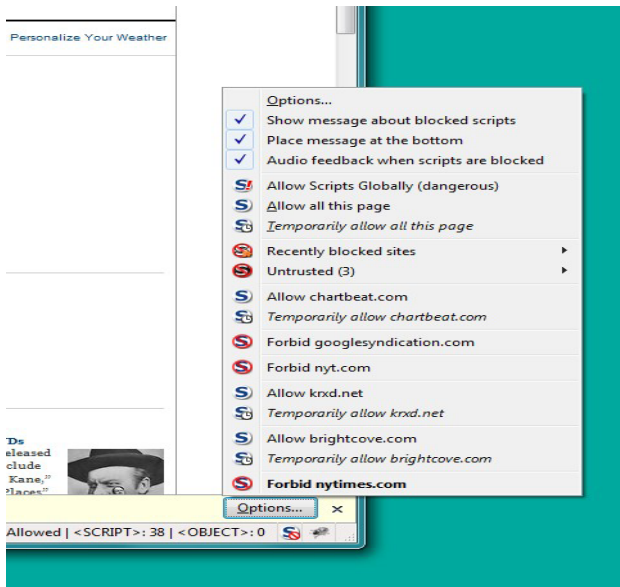 Personalize Your Weather
Options...
Show message about blocked scripts
Place message at the bottom
Audio feedback when scripts are blocked
Allow Scripts Globally (dangerous)
Allow all this page
Temporarily allow all this page
Recently blocked sites
Untrusted (3)
Allow chartbeat.com
Temporarily allow chartbeat.com
Forbid googlesyndication.com
Forbid nyt.com
Allow krxd.net
Temporarily allow krxd.net
Allow brightcove.com
Temporarily allow brightcove.com
Forbid nytimes.com
Ds
eleased
clude
Kane,”
Places”
Options...
Allowed | <SCRIPT>: 38 | <OBJECT>: 0